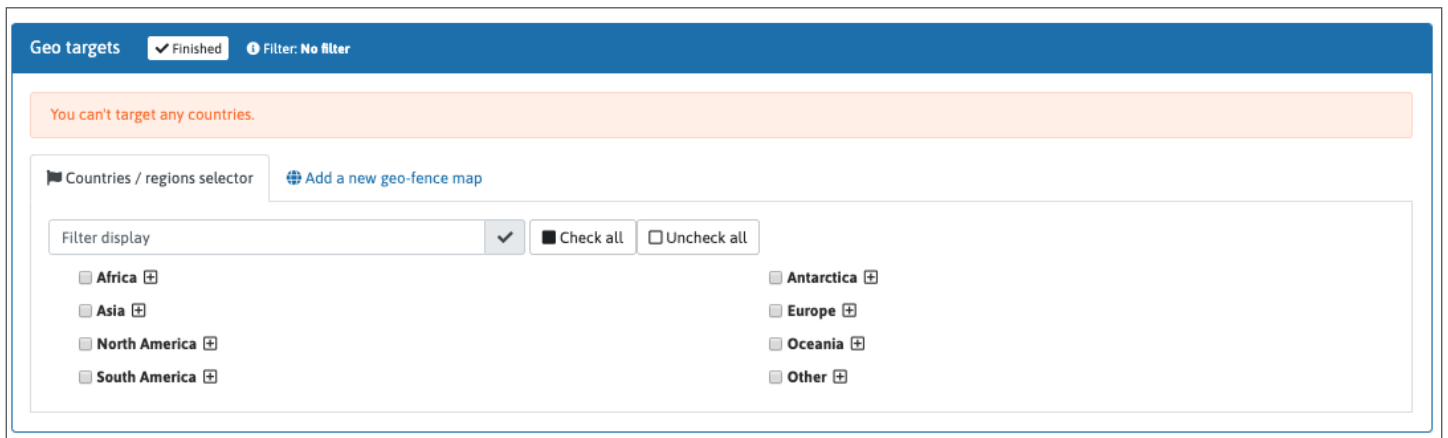 Geo targets Finished Filter: No filter
You can't target any countries.
Countries / regions selector Add a new geo-fence map
Filter display Check all Uncheck all
Africa Antarctica
Asia Europe
North America Oceania
South America Other